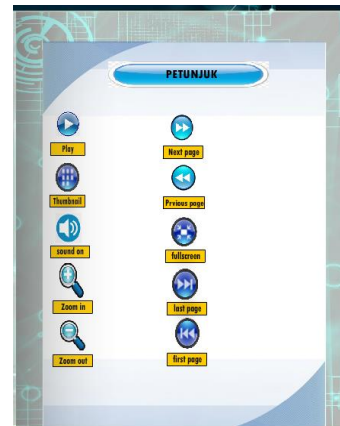 PETUNJUK
Play
Next page
Thumbnail
Prvious page
sound on
fullscreen
Zoom in
last page
Zoom out
first page